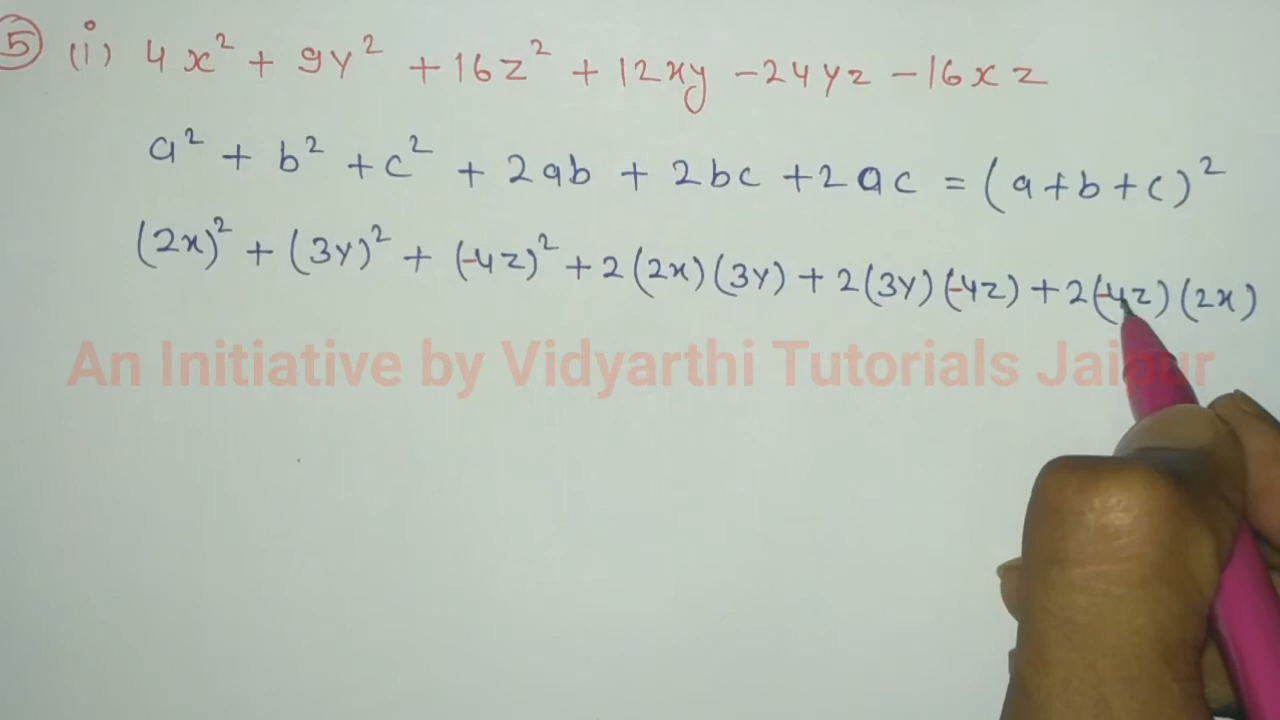 5 (i) 4x² + 9y² + 16z² + 12xy - 24yz - 16xz
a² + b² + c² + 2ab + 2bc + 2ac = (a+b+c)²
(2x)² + (3y)² + (-4z)² + 2(2x)(3y) + 2(3y)(-4z) + 2(-4z)(2x)
An Initiative by Vidyarthi Tutorials Jaipur